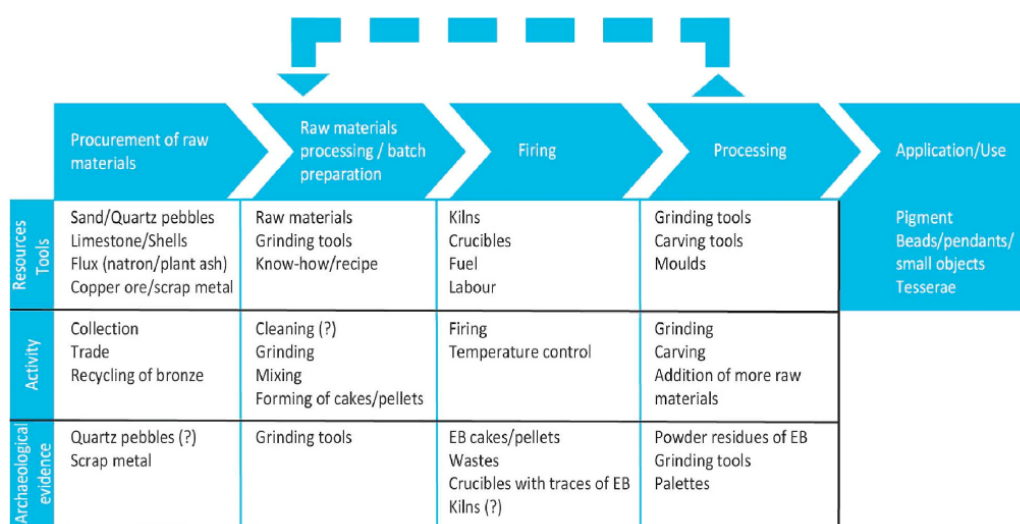 Procurement of raw
materials
Raw materials
processing / batch
preparation
Firing
Processing
Application/Use
Resources
Tools
Sand/Quartz pebbles
Limestone/Shells
Flux (natron/plant ash)
Copper ore/scrap metal
Raw materials
Grinding tools
Know-how/recipe
Kilns
Crucibles
Fuel
Labour
Grinding tools
Carving tools
Moulds
Pigment
Beads/pendants/
small objects
Tesserae
Activity
Collection
Trade
Recycling of bronze
Cleaning (?)
Grinding
Mixing
Forming of cakes/pellets
Firing
Temperature control
Grinding
Carving
Addition of more raw
materials
Archaeological
evidence
Quartz pebbles (?)
Scrap metal
Grinding tools
EB cakes/pellets
Wastes
Crucibles with traces of EB
Kilns (?)
Powder residues of EB
Grinding tools
Palettes